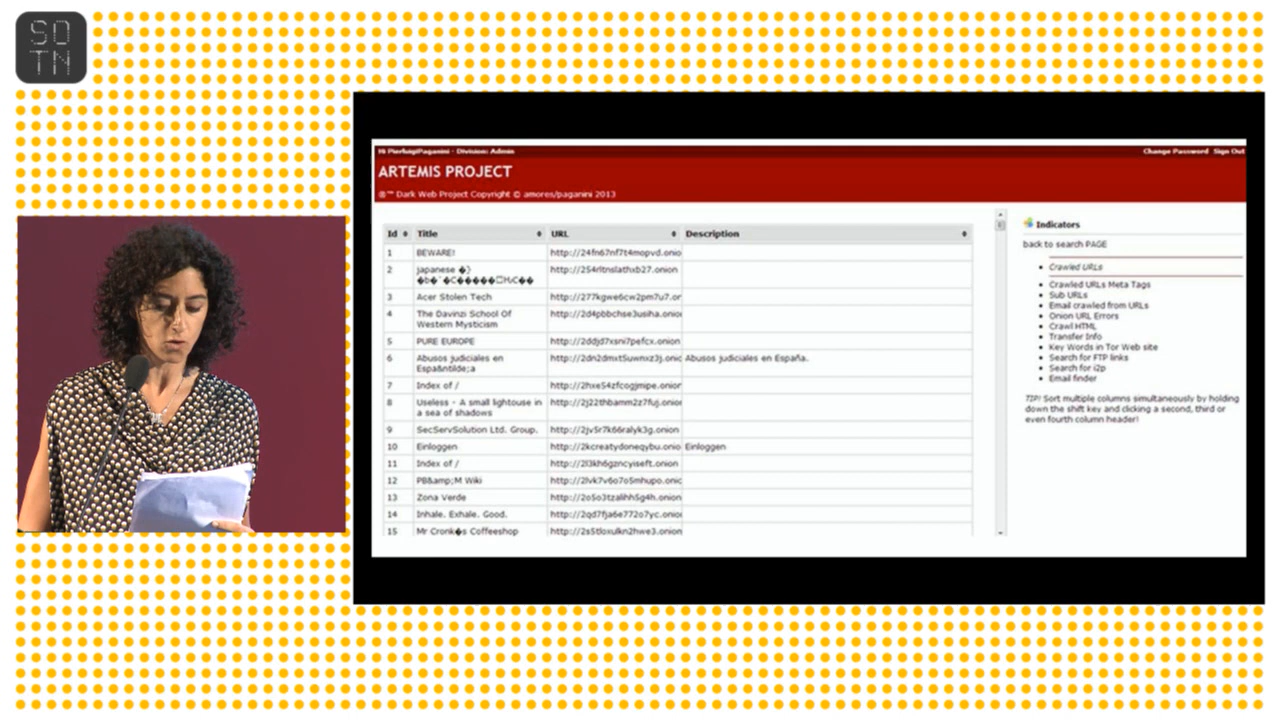 SO
TN
Hi PierluigiPaganini - Division: Admin
Change Password Sign Out
ARTEMIS PROJECT
®™ Dark Web Project Copyright © amores/paganini 2013
Id Title URL Description
1 BEWARE! http://24fn67nf7t4mopvd.onio
2 japanese �} http://254rltnslathxb27.onion
3 Acer Stolen Tech http://277kgwe6cw2pm7u7.or
4 The Davinzi School Of http://2d4pbbchse3usiha.onion
Western Mysticism
5 PURE EUROPE http://2ddjd7xsni7pefcx.onion
6 Abusos judiciales en http://2dn2dmxt5uwnxz3j.onic Abusos judiciales en España.
Espa&ntilde;a
7 Index of / http://2hxe54zfcogjmipe.onior
8 Useless - A small lightouse in http://2j22thbamm2z7fuj.onior
a sea of shadows
9 SecServSolution Ltd. Group. http://2jv5r7k66ralyk3g.onion
10 Einloggen http://2kcreatydoneqybu.onio Einloggen
11 Index of / http://2l3kh6gzncyiseft.onion
12 PB&amp;M Wiki http://2lvk7v6o7o5mhupo.onic
13 Zona Verde http://2o5o3tzalihh5g4h.onion
14 Inhale. Exhale. Good. http://2qd7fja6e772o7yc.onioi
15 Mr Cronk�s Coffeeshop http://2s5tloxulkn2hwe3.onion
Indicators
back to search PAGE
• Crawled URLs
• Crawled URLs Meta Tags
• Sub URLs
• Email crawled from URLs
• Onion URL Errors
• Crawl HTML
• Transfer Info
• Key Words in Tor Web site
• Search for FTP links
• Search for i2p
• Email finder
TIP! Sort multiple columns simultaneously by holding
down the shift key and clicking a second, third or
even fourth column header!